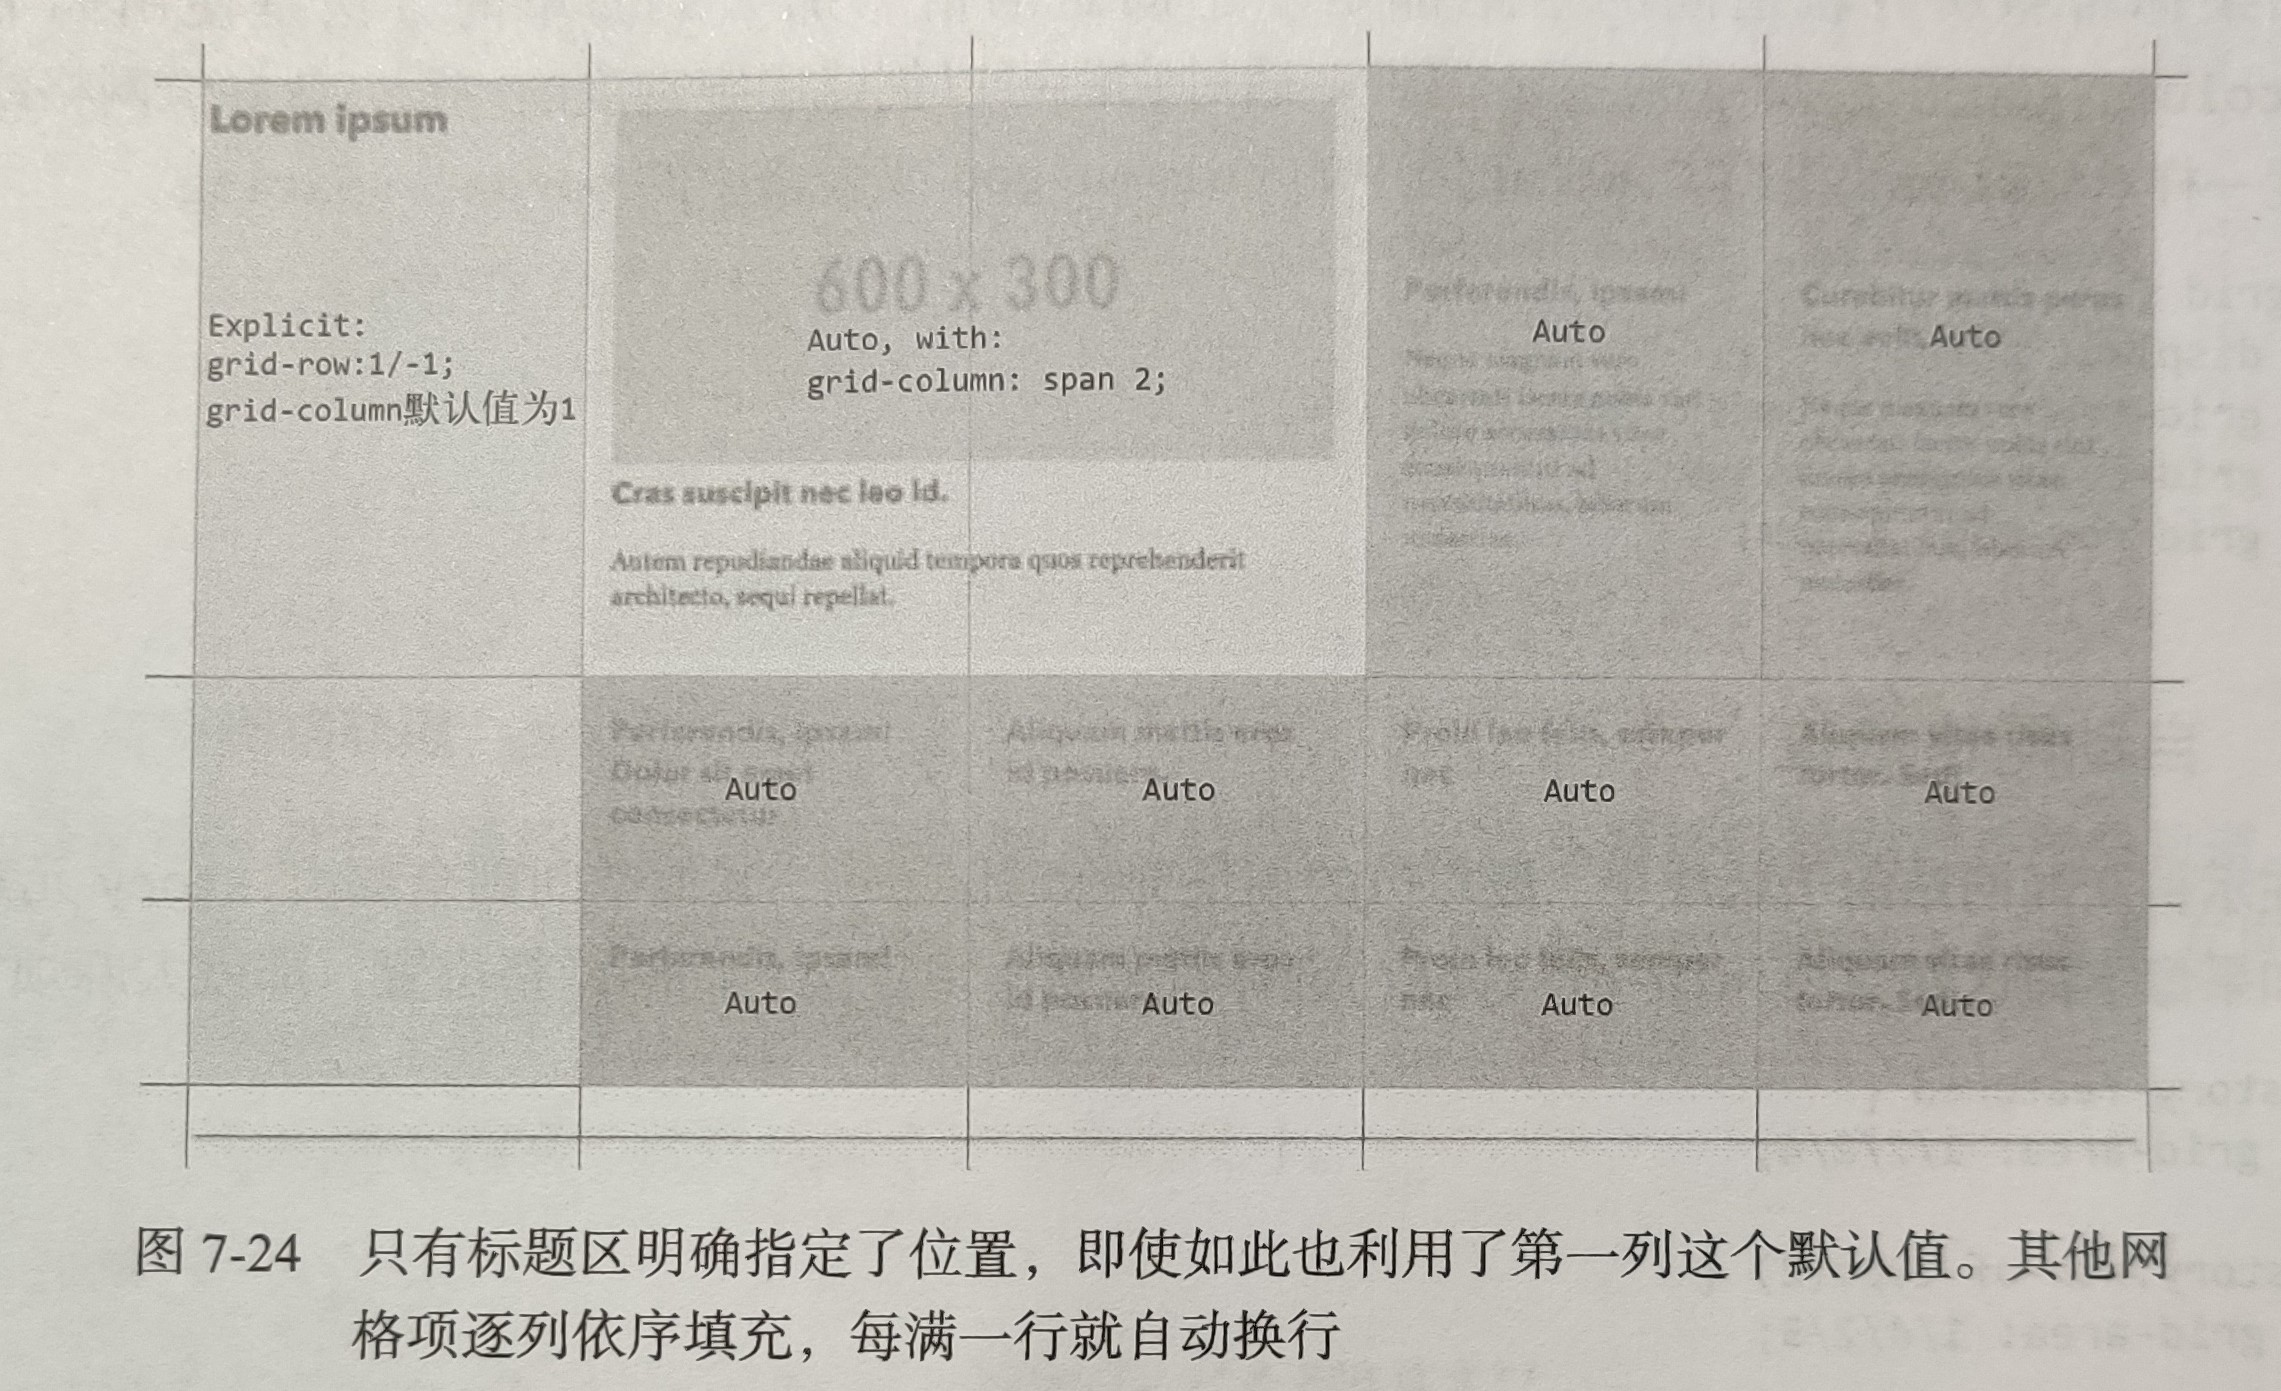 Lorem ipsum
Explicit:
grid-row:1/-1;
grid-column默认值为1
600 x 300
Auto, with:
grid-column: span 2;
Cras suscipit nec leo id.
Autem repudiandae aliquid tempora quos reprehenderit
architecto, sequi repellat.
Perferendis, ipsam!
Auto
Curabitur mattis purus
Auto
Perferendis, ipsam!
Dolor sit amet
consectetur
Auto
Aliquam mattis eros
id posuere.
Auto
Proin leo felis, semper
nec
Auto
Aliquam vitae risus
tortor. Sed
Auto
Perferendis, ipsam!
Auto
Aliquam mattis eros
id posuere.
Auto
Proin leo felis, semper
nec
Auto
Aliquam vitae risus
tortor. Sed
Auto
图 7-24 只有标题区明确指定了位置，即使如此也利用了第一列这个默认值。其他网
格项逐列依序填充，每满一行就自动换行